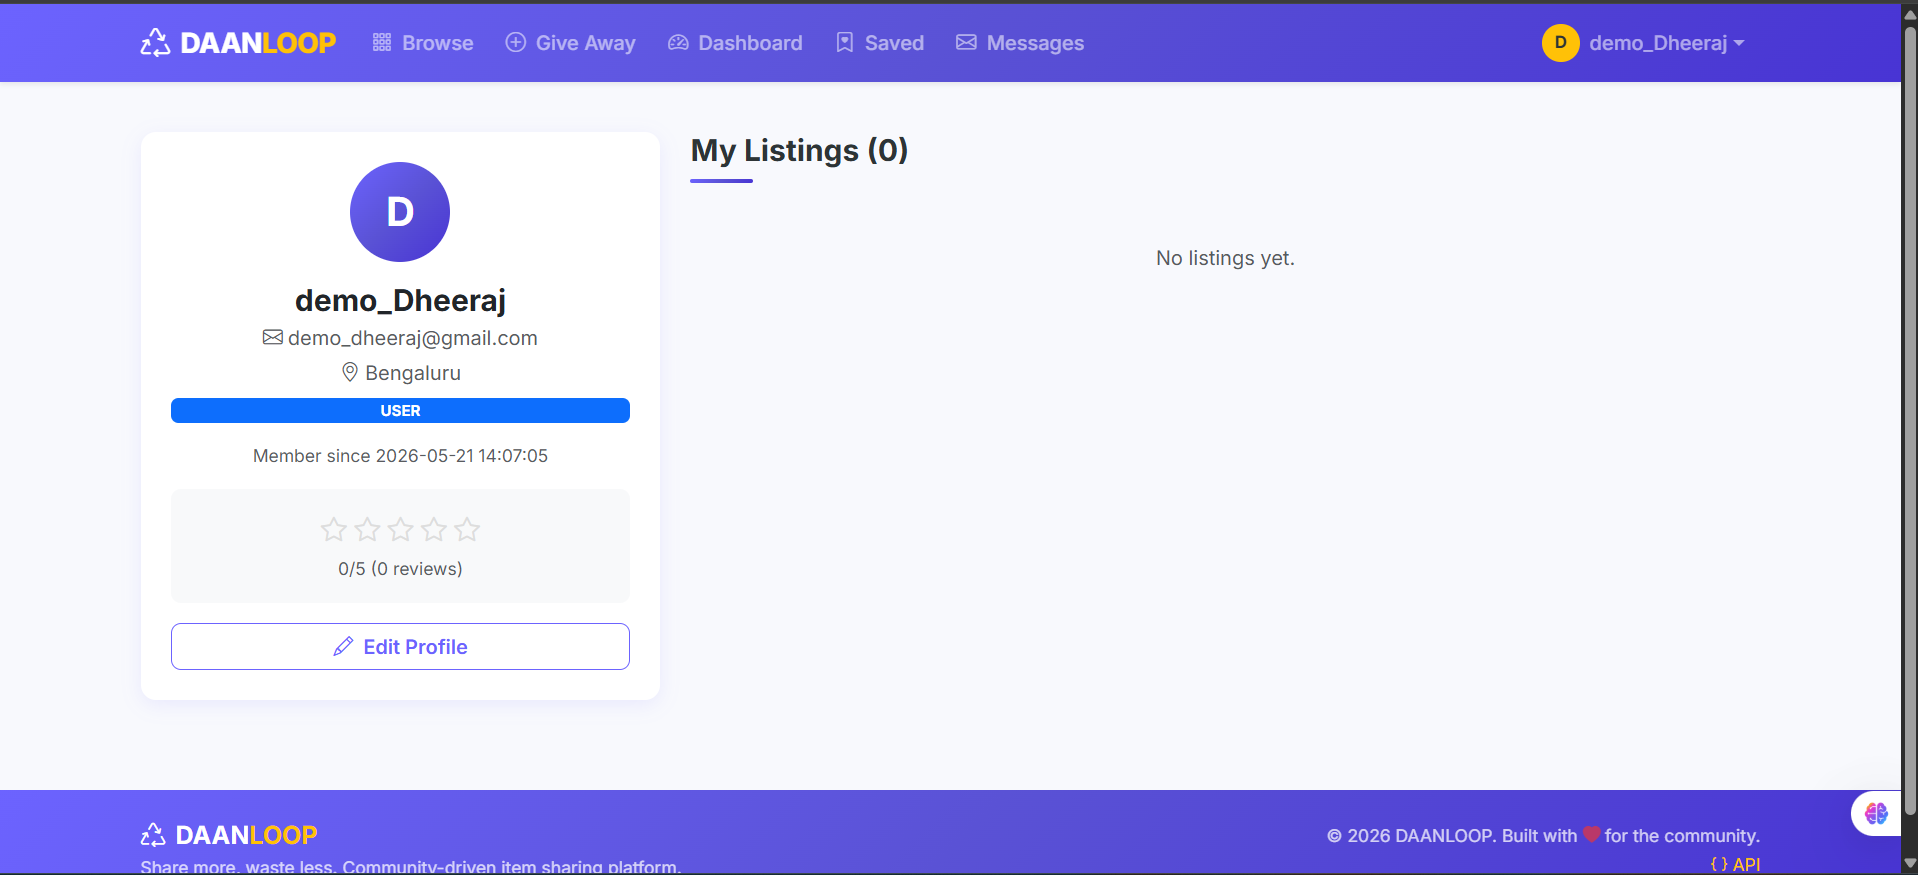 DAANLOOP Browse Give Away Dashboard Saved Messages D demo_Dheeraj
D
demo_Dheeraj
demo_dheeraj@gmail.com
Bengaluru
USER
Member since 2026-05-21 14:07:05
0/5 (0 reviews)
Edit Profile
My Listings (0)
No listings yet.
DAANLOOP
Share more, waste less. Community-driven item sharing platform.
© 2026 DAANLOOP. Built with ❤ for the community.
{ } API